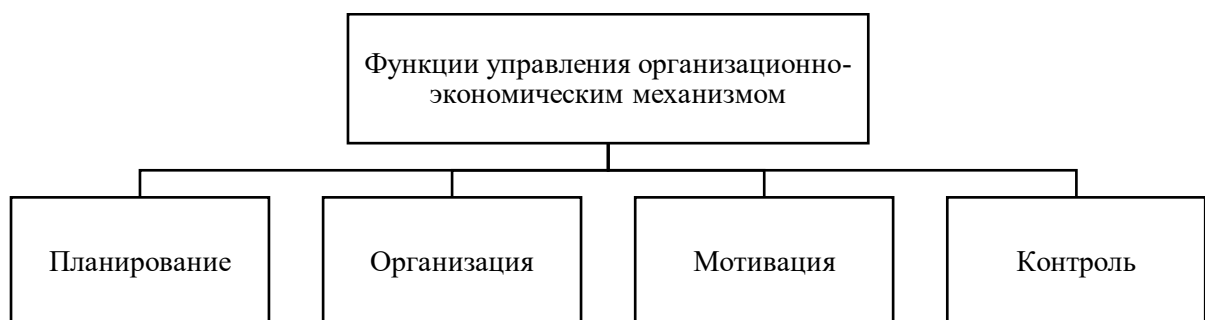 Функции управления организационно-
экономическим механизмом
Планирование
Организация
Мотивация
Контроль